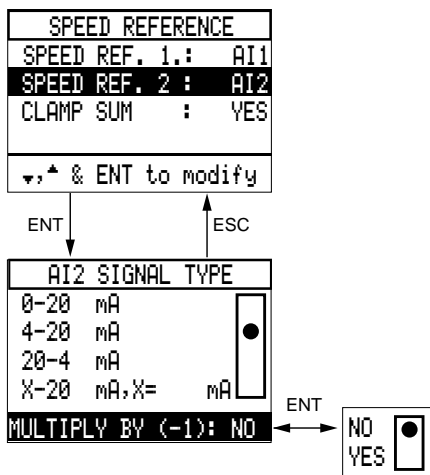 SPEED REFERENCE
SPEED REF. 1.: AI1
SPEED REF. 2 : AI2
CLAMP SUM : YES
,▲ & ENT to modify
ENT
ESC
AI2 SIGNAL TYPE
0-20 mA
4-20 mA
20-4 mA
X-20 mA,X= mA
MULTIPLY BY (-1): NO
ENT
NO
YES